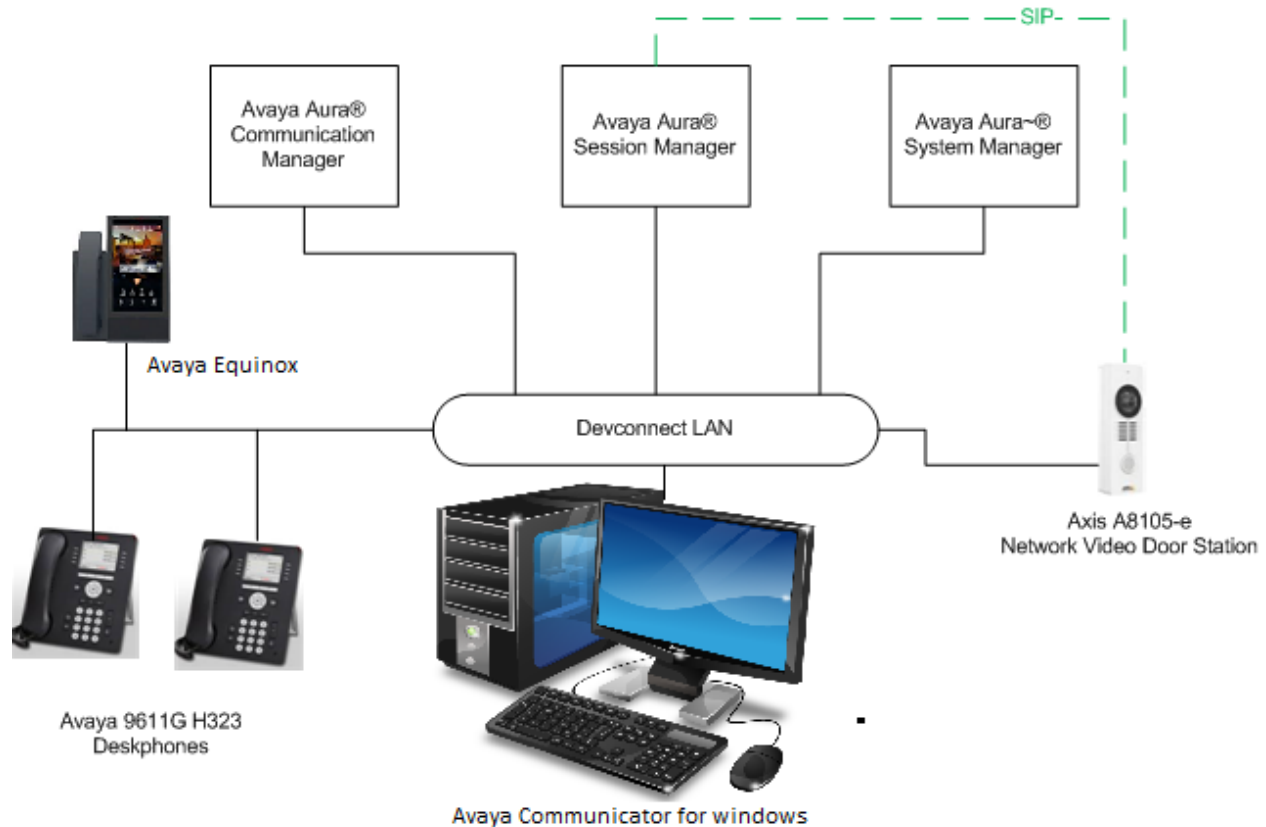 SIP-
Avaya Aura®
Communication
Manager
Avaya Aura®
Session Manager
Avaya Aura~®
System Manager
Avaya Equinox
Devconnect LAN
Axis A8105-e
Network Video Door Station
Avaya 9611G H323
Deskphones
Avaya Communicator for windows